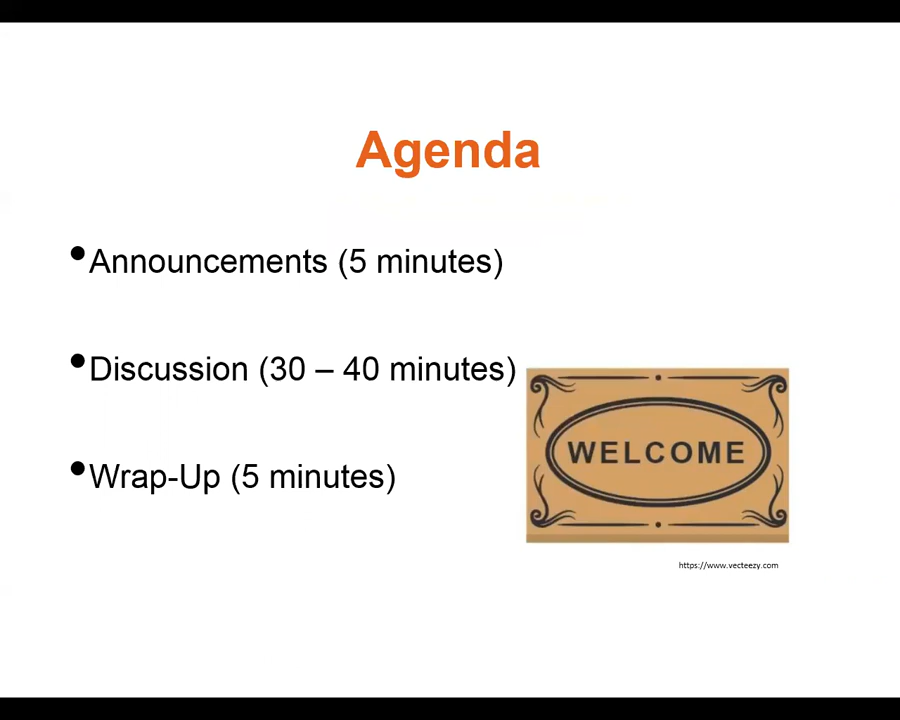 Agenda
•Announcements (5 minutes)
•Discussion (30 – 40 minutes)
•Wrap-Up (5 minutes)
WELCOME
https://www.vecteezy.com